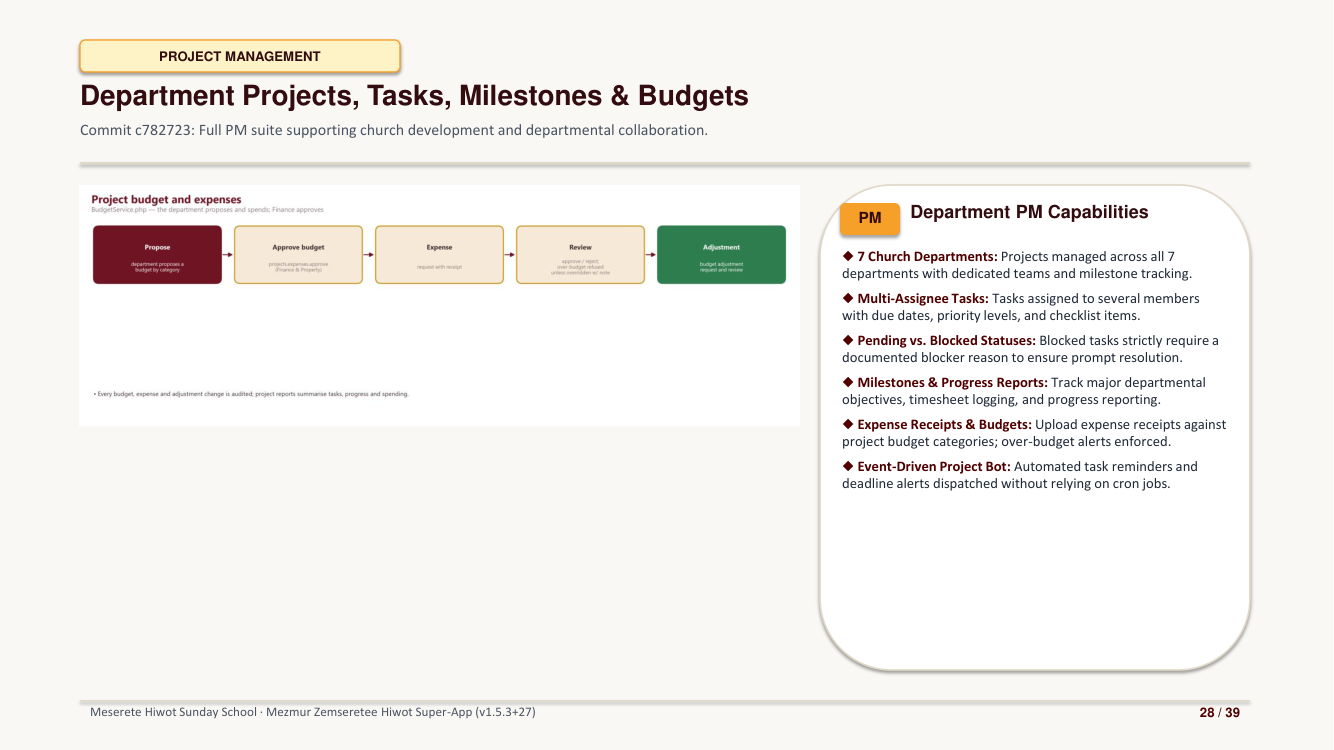 PROJECT MANAGEMENT
Department Projects, Tasks, Milestones & Budgets
Commit c782723: Full PM suite supporting church development and departmental collaboration.
Project budget and expenses
BudgetService.php — the department proposes and spends; Finance approves
Propose
department proposes a
budget by category
Approve budget
projects.expenses.approve
(Finance & Property)
Expense
request with receipt
Review
approve / reject;
over budget refused
unless overridden w/ note
Adjustment
budget adjustment
request and review
• Every budget, expense and adjustment change is audited; project reports summarise tasks, progress and spending.
PM
Department PM Capabilities
◆ 7 Church Departments: Projects managed across all 7
departments with dedicated teams and milestone tracking.
◆ Multi-Assignee Tasks: Tasks assigned to several members
with due dates, priority levels, and checklist items.
◆ Pending vs. Blocked Statuses: Blocked tasks strictly require a
documented blocker reason to ensure prompt resolution.
◆ Milestones & Progress Reports: Track major departmental
objectives, timesheet logging, and progress reporting.
◆ Expense Receipts & Budgets: Upload expense receipts against
project budget categories; over-budget alerts enforced.
◆ Event-Driven Project Bot: Automated task reminders and
deadline alerts dispatched without relying on cron jobs.
Meserete Hiwot Sunday School · Mezmur Zemseretee Hiwot Super-App (v1.5.3+27)
28 / 39